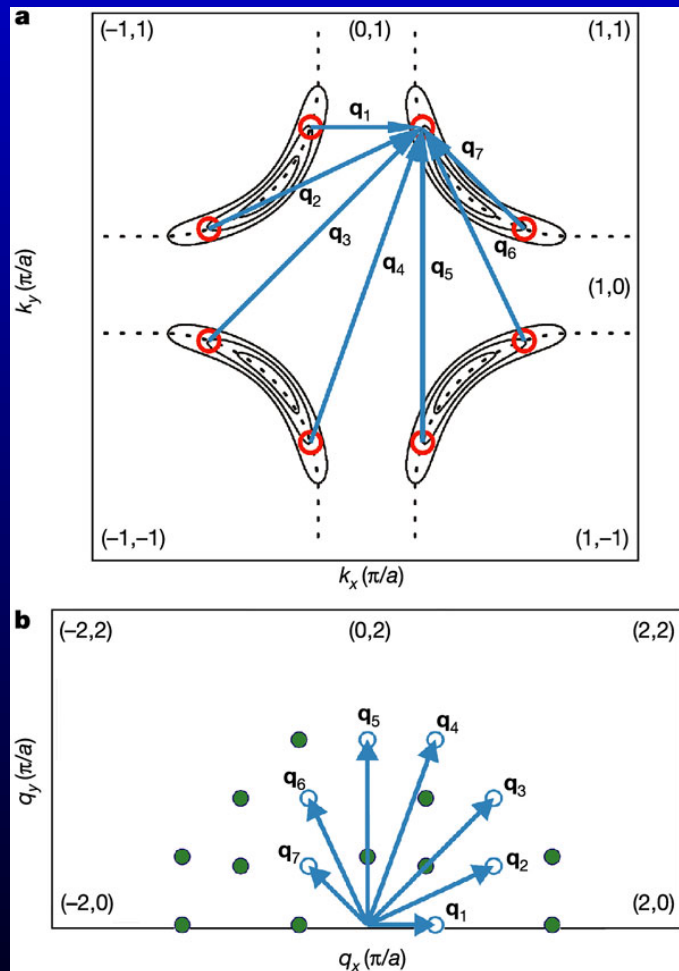 a
(–1,1) (0,1) (1,1)
q1
q7
q2
q3
q4 q5 q6
(1,0)
ky (π/a)
(–1,–1) (1,–1)
kx (π/a)
b
(–2,2) (0,2) (2,2)
q5 q4
q6 q3
q7 q2
q1
qy (π/a)
(–2,0) (2,0)
qx (π/a)